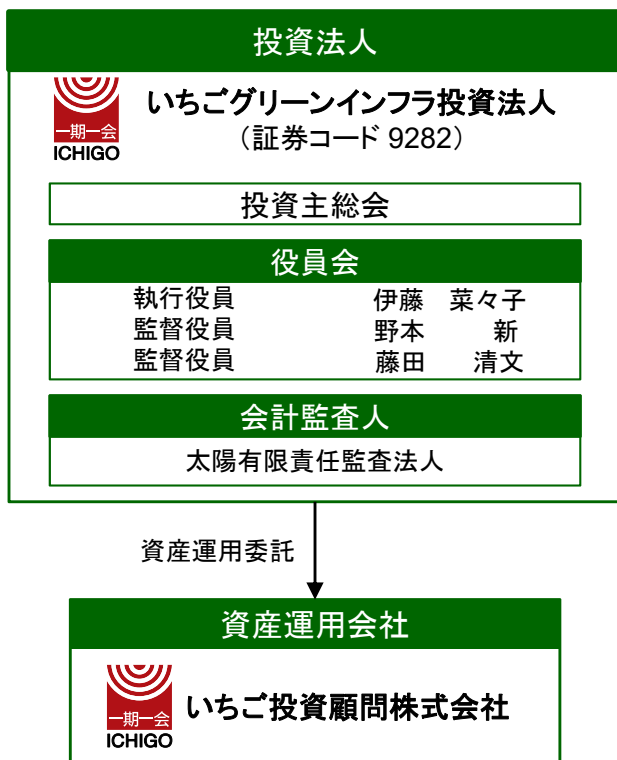 投資法人
一期一会
ICHIGO
いちごグリーンインフラ投資法人
（証券コード 9282）
投資主総会
役員会
執行役員 伊藤 菜々子
監督役員 野本 新
監督役員 藤田 清文
会計監査人
太陽有限責任監査法人
資産運用委託
資産運用会社
一期一会
ICHIGO
いちご投資顧問株式会社